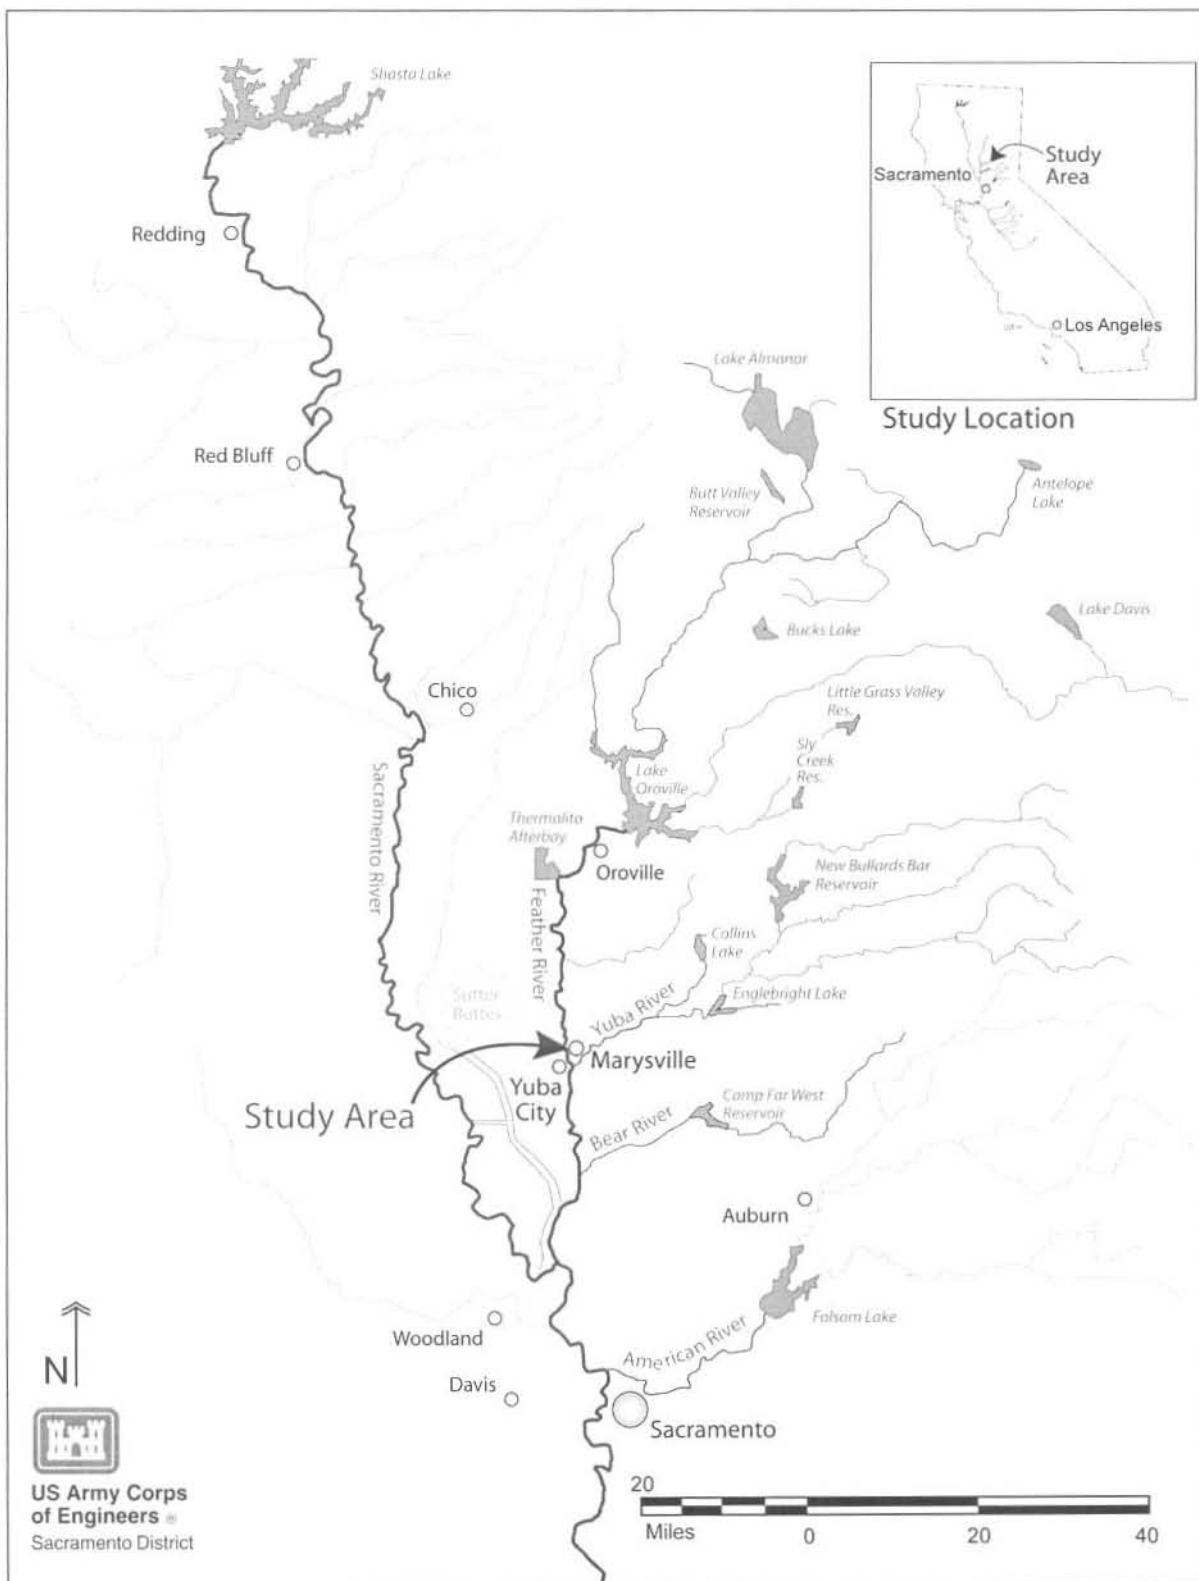 Shasta Lake
Sacramento
Study
Area
Los Angeles
Study Location
Redding
Lake Almanor
Red Bluff
Butt Valley
Reservoir
Antelope
Lake
Bucks Lake
Lake Davis
Chico
Little Grass Valley
Res.
Sly
Creek
Res.
Lake
Oroville
Sacramento River
Thermalito
Afterbay
Oroville
New Bullards Bar
Reservoir
Feather River
Collins
Lake
Sutter
Buttes
Yuba River
Englebright Lake
Marysville
Yuba
City
Study Area
Bear River
Camp Far West
Reservoir
Auburn
Folsom Lake
American River
Woodland
Davis
Sacramento
N
US Army Corps
of Engineers ®
Sacramento District
20
Miles 0 20 40